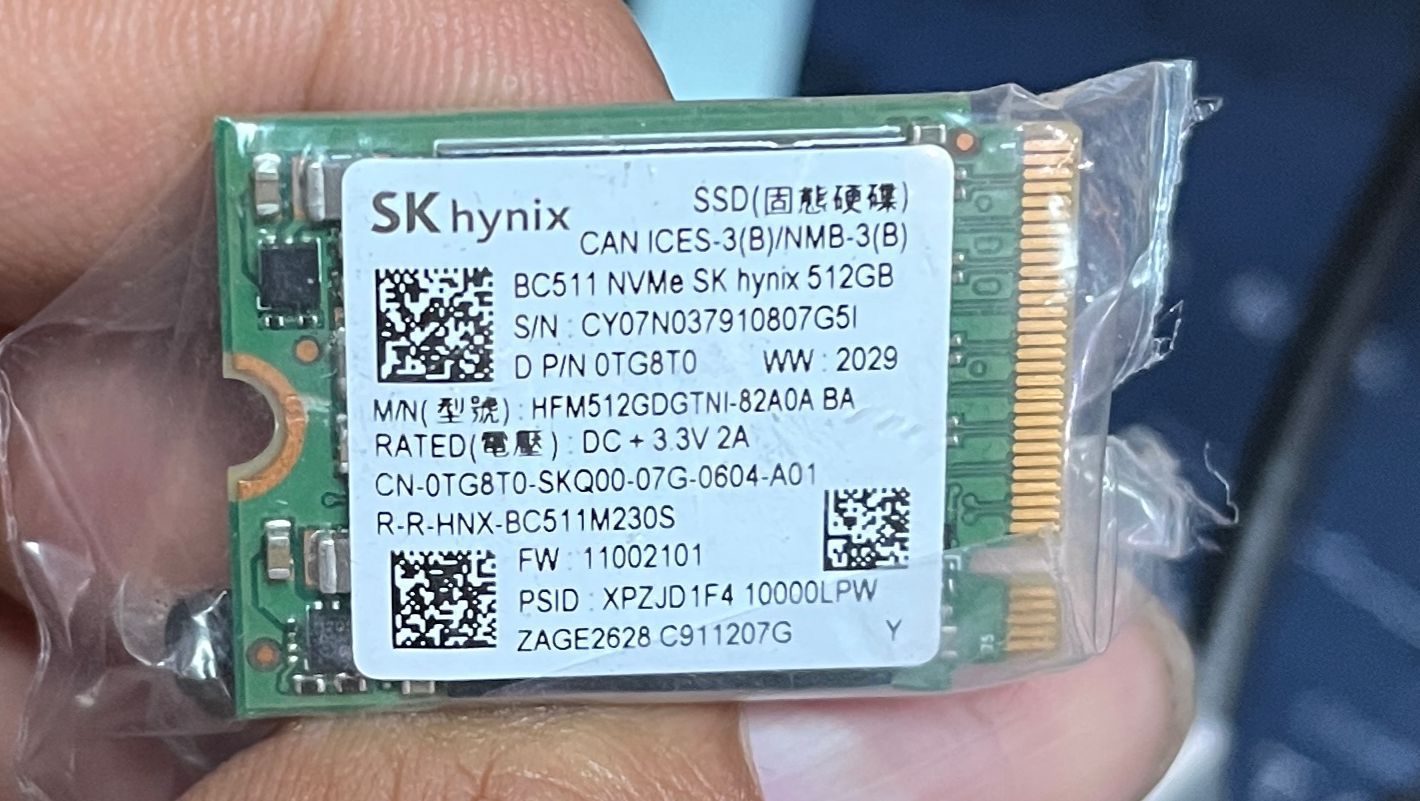 SK hynix
SSD(固態硬碟)
CAN ICES-3(B)/NMB-3(B)
BC511 NVMe SK hynix 512GB
S/N : CY07N037910807G5I
D P/N 0TG8T0 WW : 2029
M/N(型號) : HFM512GDGTNI-82A0A BA
RATED(電壓) : DC + 3.3V 2A
CN-0TG8T0-SKQ00-07G-0604-A01
R-R-HNX-BC511M230S
FW : 11002101
PSID : XPZJD1F4 10000LPW
ZAGE2628 C911207G Y